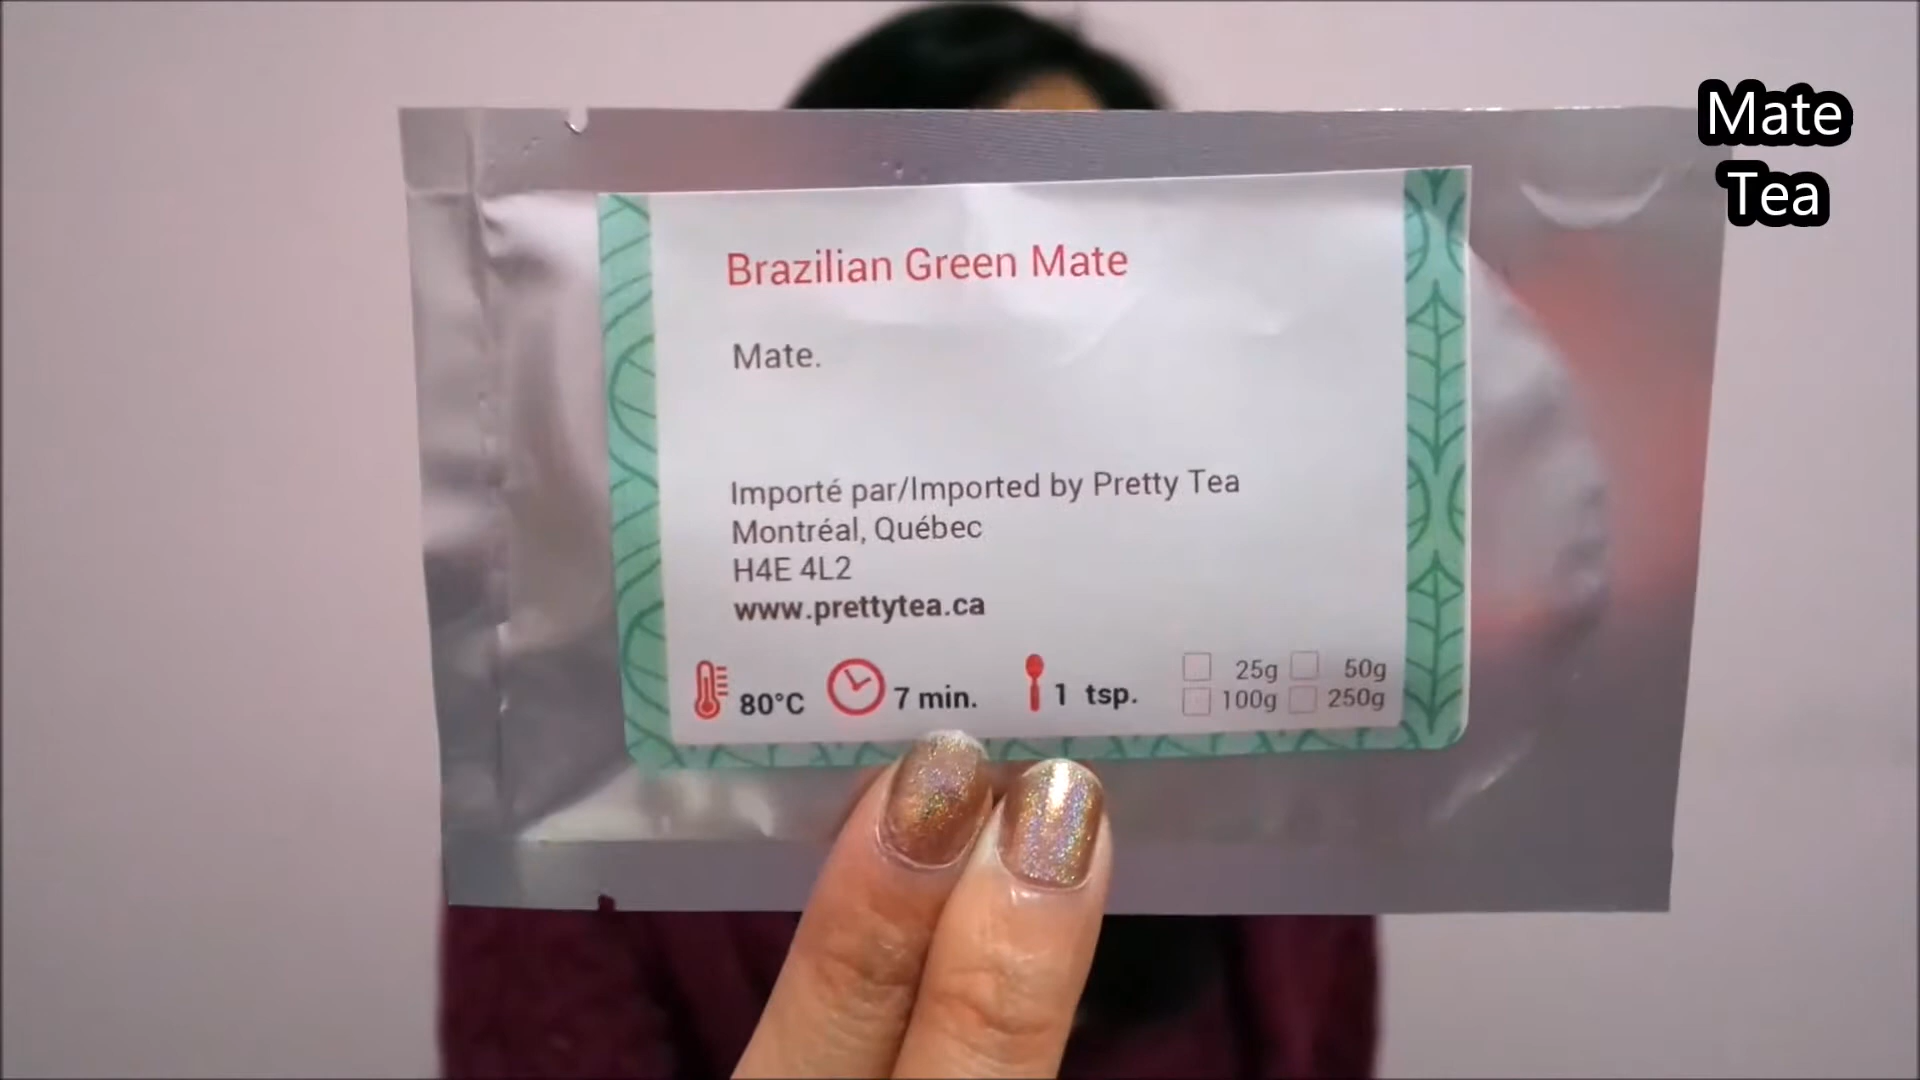 Mate
Tea
Brazilian Green Mate
Mate.
Importé par/Imported by Pretty Tea
Montréal, Québec
H4E 4L2
www.prettytea.ca
80°C 7 min. 1 tsp. 25g 50g
100g 250g